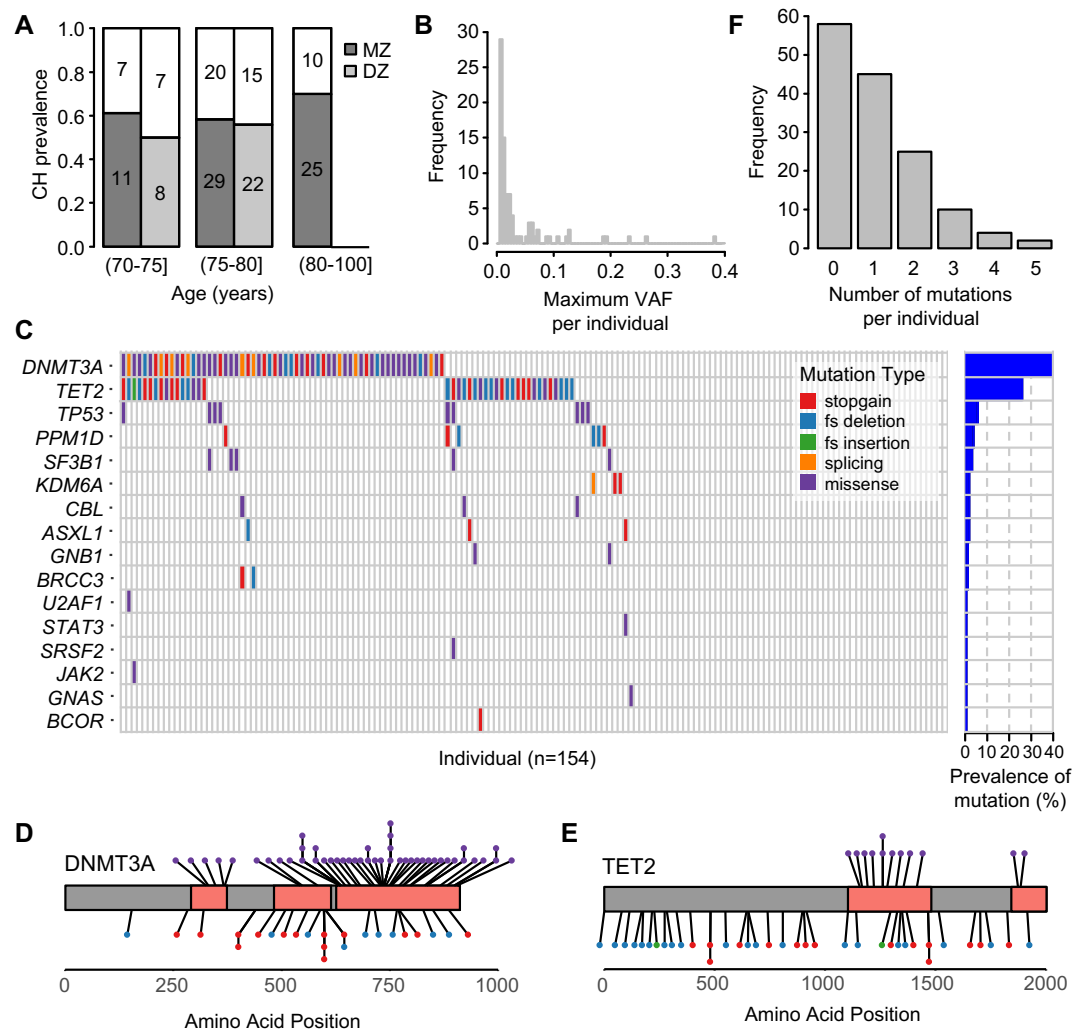 A
CH prevalence
1.0
0.8
0.6
0.4
0.2
0.0
7
7
20
15
10
11
8
29
22
25
(70-75]
(75-80]
(80-100]
Age (years)
MZ
DZ
B
Frequency
30
25
20
15
10
5
0
0.0
0.1
0.2
0.3
0.4
Maximum VAF
per individual
F
Frequency
60
50
40
30
20
10
0
0
1
2
3
4
5
Number of mutations
per individual
C
DNMT3A
TET2
TP53
PPM1D
SF3B1
KDM6A
CBL
ASXL1
GNB1
BRCC3
U2AF1
STAT3
SRSF2
JAK2
GNAS
BCOR
Mutation Type
stopgain
fs deletion
fs insertion
splicing
missense
Individual (n=154)
0 10 20 30 40
Prevalence of
mutation (%)
D
DNMT3A
0
250
500
750
1000
Amino Acid Position
E
TET2
0
500
1000
1500
2000
Amino Acid Position